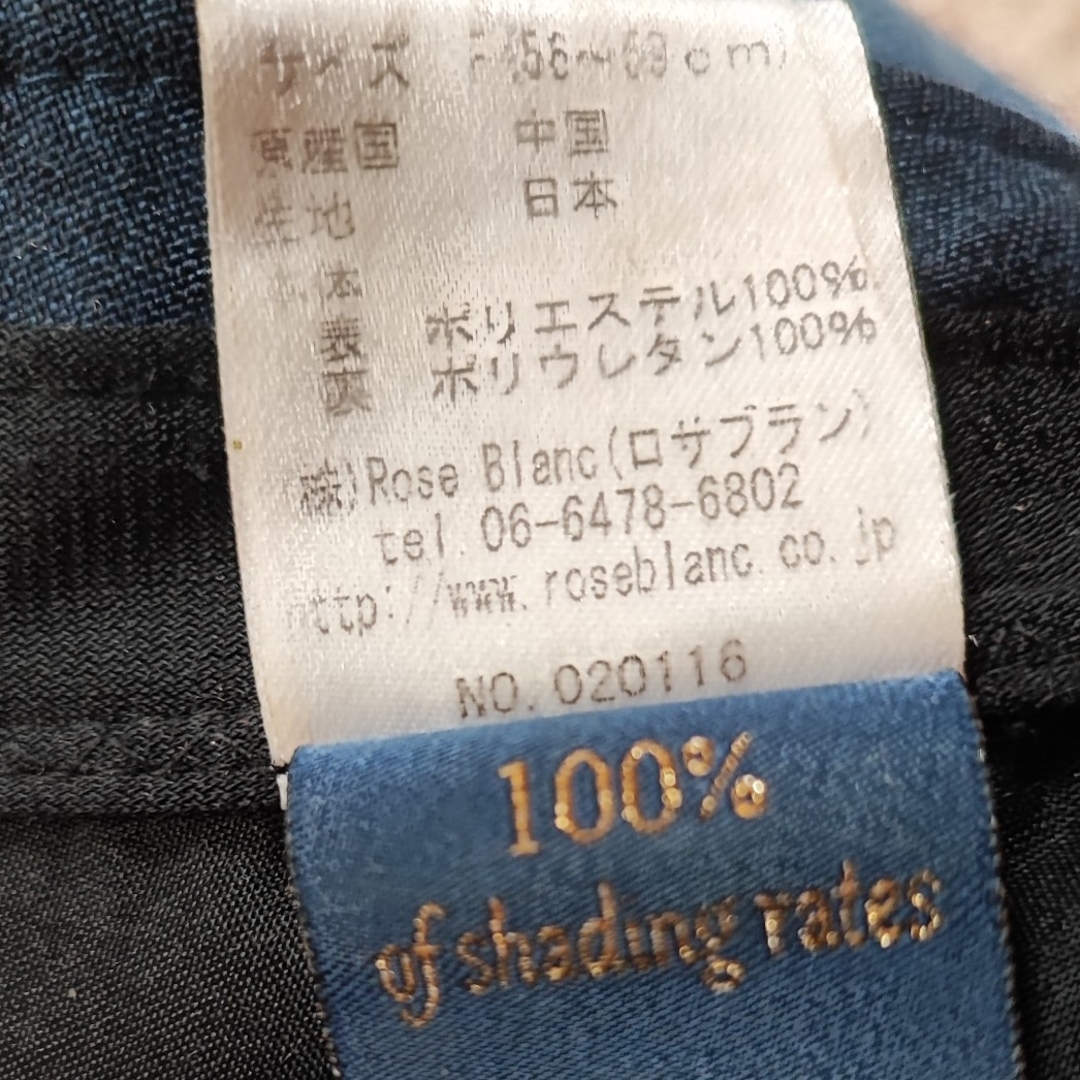 サイズ F(56~59cm)
原産国 中国
生地 日本
本体
表 ポリエステル100%
裏 ポリウレタン100%
(株)Rose Blanc(ロサブラン)
tel.06-6478-6802
http://www.roseblanc.co.jp
NO.020116
100%
of shading rates